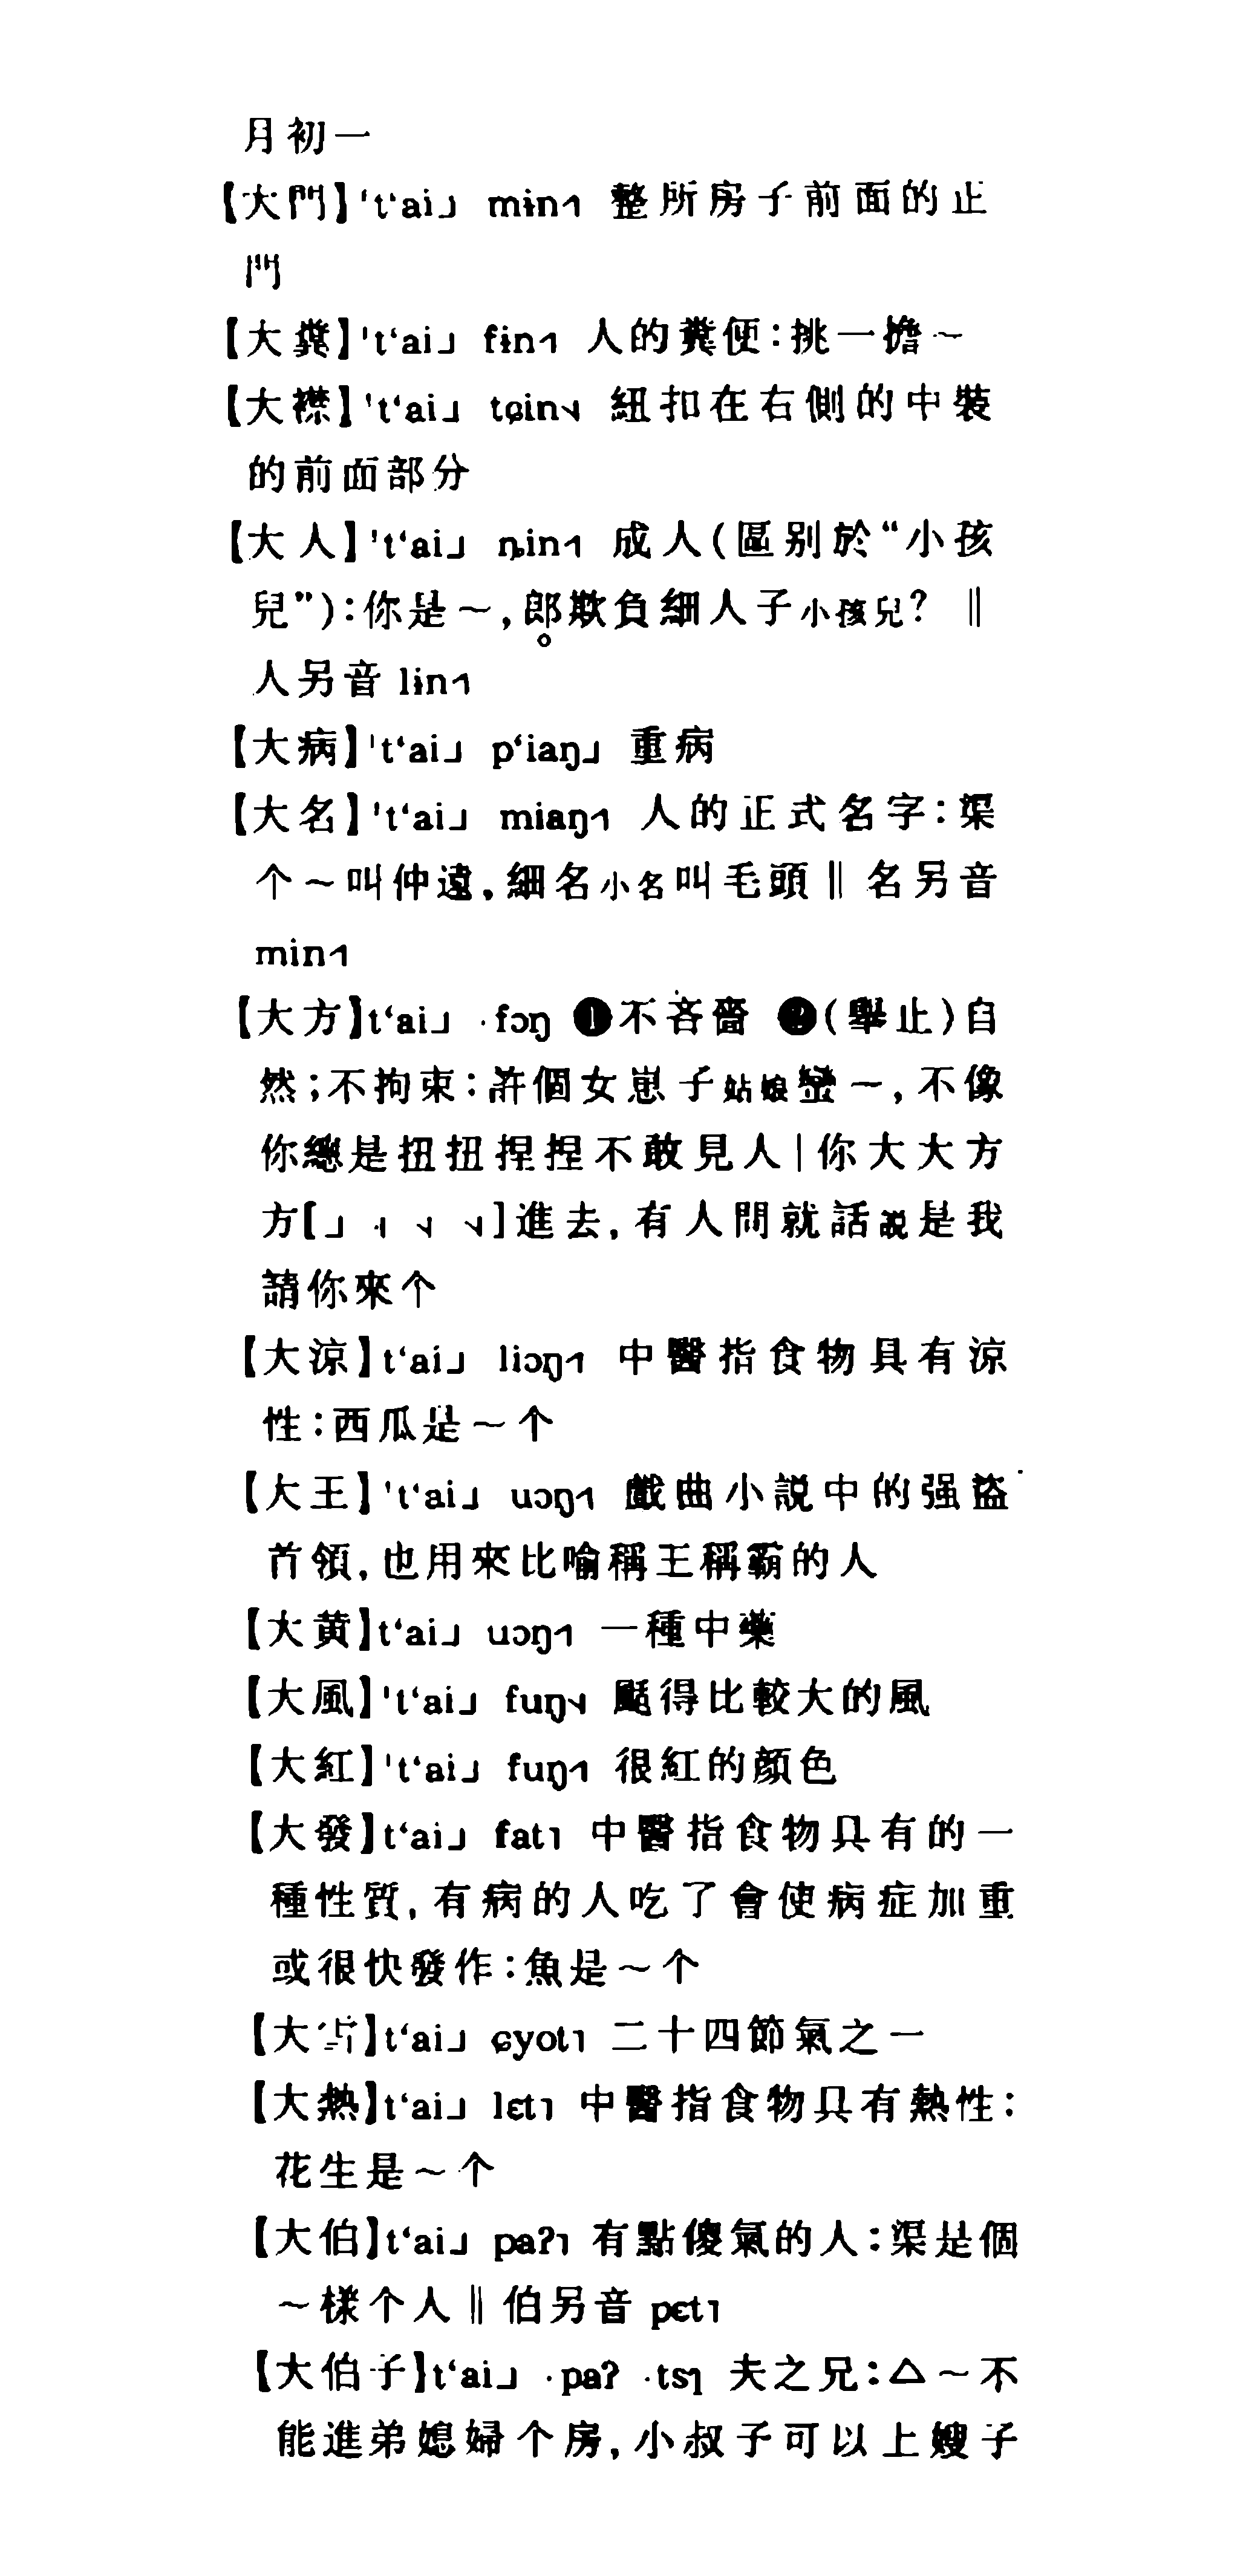 月初一
【大門】ˈtʻai˩ mɨn˧˥ 整所房子前面的正
門
【大糞】ˈtʻai˩ fɨn˧˥ 人的糞便：挑一擔～
【大襟】ˈtʻai˩ tɕin˦˨ 紐扣在右側的中裝
的前面部分
【大人】ˈtʻai˩ ȵin˧˥ 成人（區别於“小孩
兒”）：你是～，郎欺負細人子小孩兒？ ‖
人另音 lɨn˧˥
【大病】ˈtʻai˩ pʻiaŋ˩ 重病
【大名】ˈtʻai˩ miaŋ˧˥ 人的正式名字：渠
个～叫仲遠，細名小名叫毛頭‖名另音
min˧˥
【大方】tʻai˩ ·fɔŋ ❶不吝嗇 ❷（舉止）自
然；不拘束：許個女崽子姑娘蠻～，不像
你總是扭扭捏捏不敢見人｜你大大方
方[˩ ·˧ ˨ ˦˨]進去，有人問就話説是我
請你來个
【大涼】tʻai˩ liɔŋ˧˥ 中醫指食物具有涼
性：西瓜是～个
【大王】ˈtʻai˩ uɔŋ˧˥ 戲曲小説中的强盗
首領，也用來比喻稱王稱霸的人
【大黄】tʻai˩ uɔŋ˧˥ 一種中藥
【大風】ˈtʻai˩ fuŋ˦˨ 颳得比較大的風
【大紅】ˈtʻai˩ fuŋ˧˥ 很紅的顔色
【大發】tʻai˩ fat˥ 中醫指食物具有的一
種性質，有病的人吃了會使病症加重
或很快發作：魚是～个
【大雪】tʻai˩ ɕyot˥ 二十四節氣之一
【大熱】tʻai˩ lɛt˥ 中醫指食物具有熱性：
花生是～个
【大伯】tʻai˩ paʔ˥ 有點傻氣的人：渠是個
～樣个人‖伯另音 pɛt˥
【大伯子】tʻai˩ ·paʔ ·tsɿ 夫之兄：△～不
能進弟媳婦个房，小叔子可以上嫂子